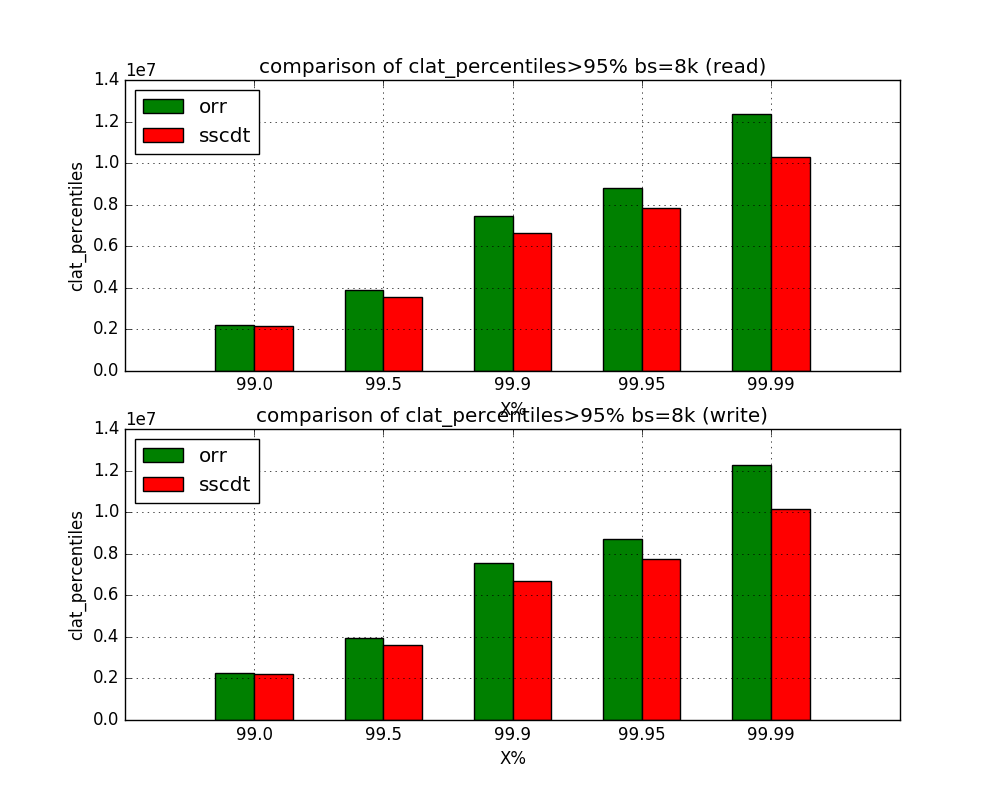 comparison of clat_percentiles>95% bs=8k (read)
1e7
1.4
1.2
1.0
0.8
0.6
0.4
0.2
0.0
clat_percentiles
orr
sscdt
99.0 99.5 99.9 99.95 99.99
X%
comparison of clat_percentiles>95% bs=8k (write)
1e7
1.4
1.2
1.0
0.8
0.6
0.4
0.2
0.0
clat_percentiles
orr
sscdt
99.0 99.5 99.9 99.95 99.99
X%